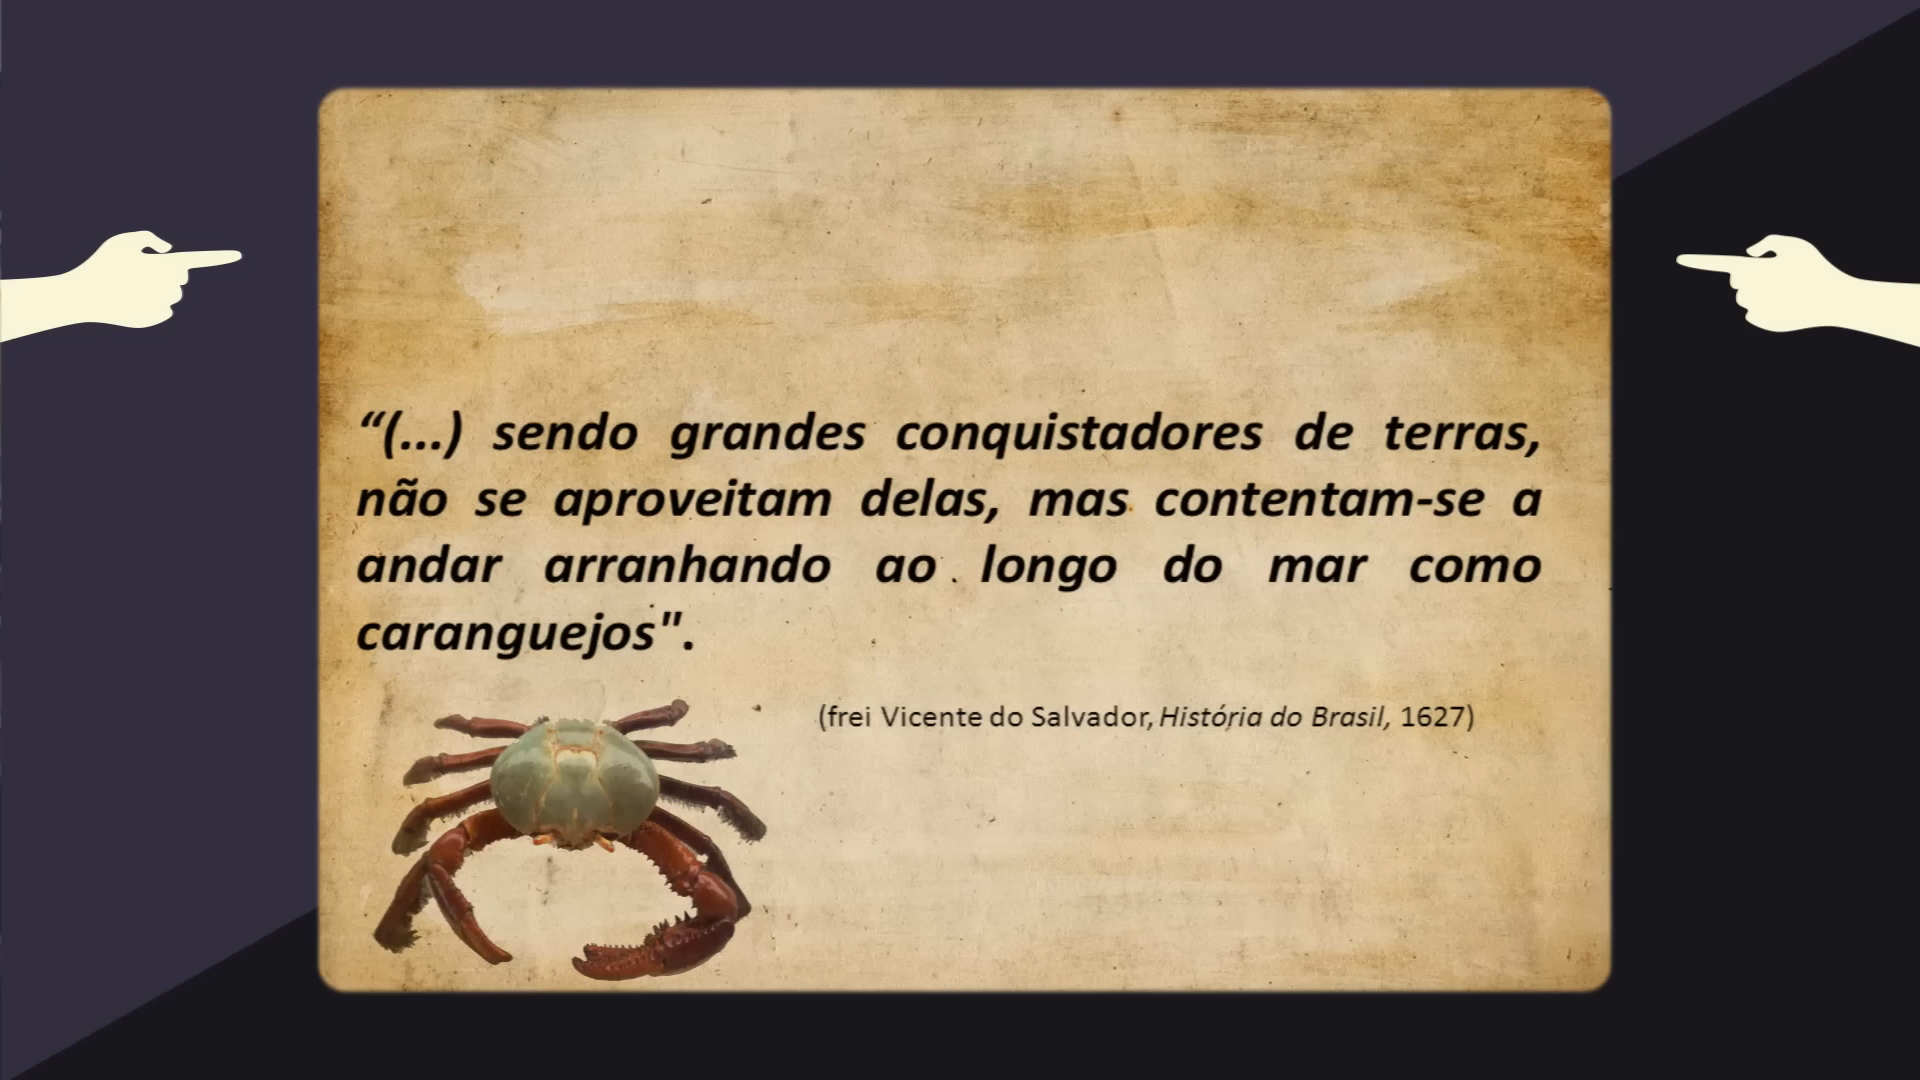 “(...) sendo grandes conquistadores de terras,
não se aproveitam delas, mas contentam-se a
andar arranhando ao longo do mar como
caranguejos".
(frei Vicente do Salvador, História do Brasil, 1627)